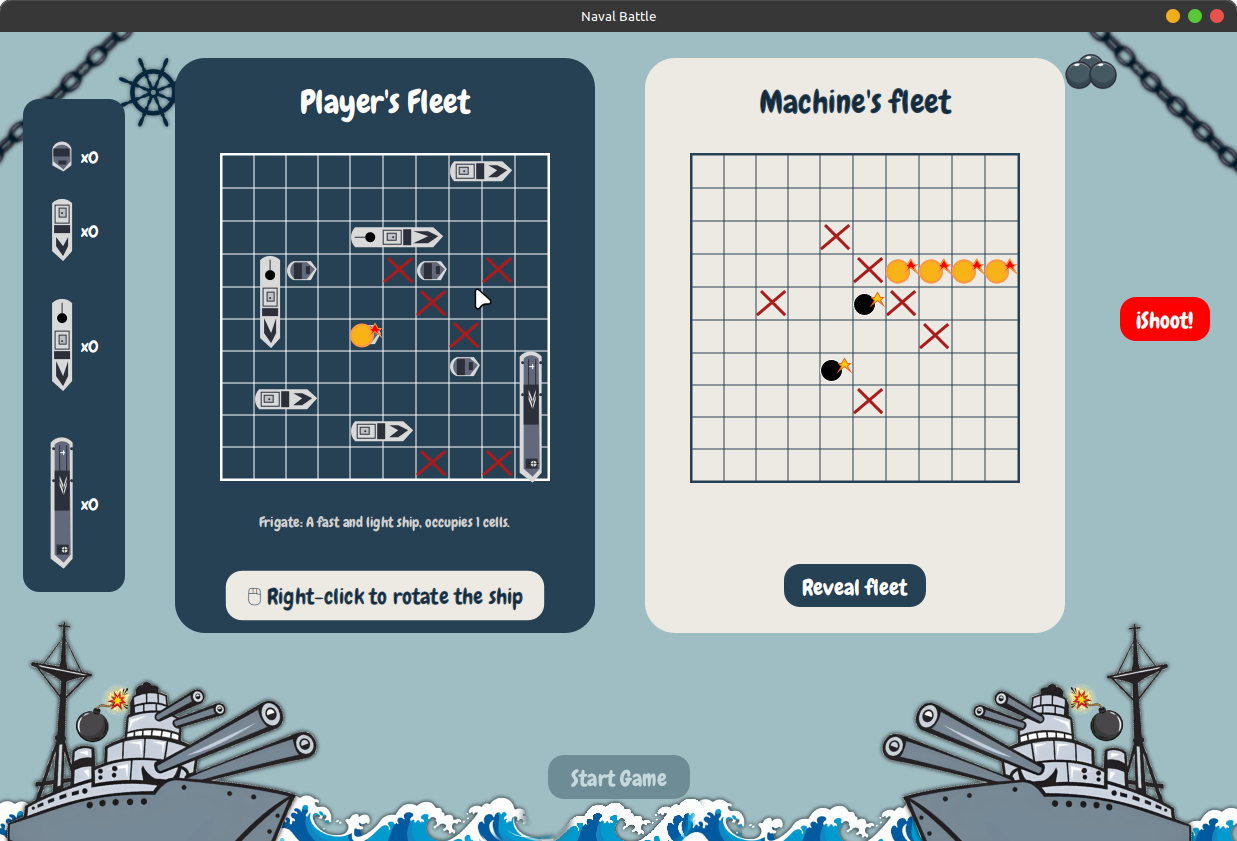 Naval Battle
Player's Fleet
Machine's fleet
x0
x0
x0
x0
¡Shoot!
Frigate: A fast and light ship, occupies 1 cells.
Right-click to rotate the ship
Reveal fleet
Start Game